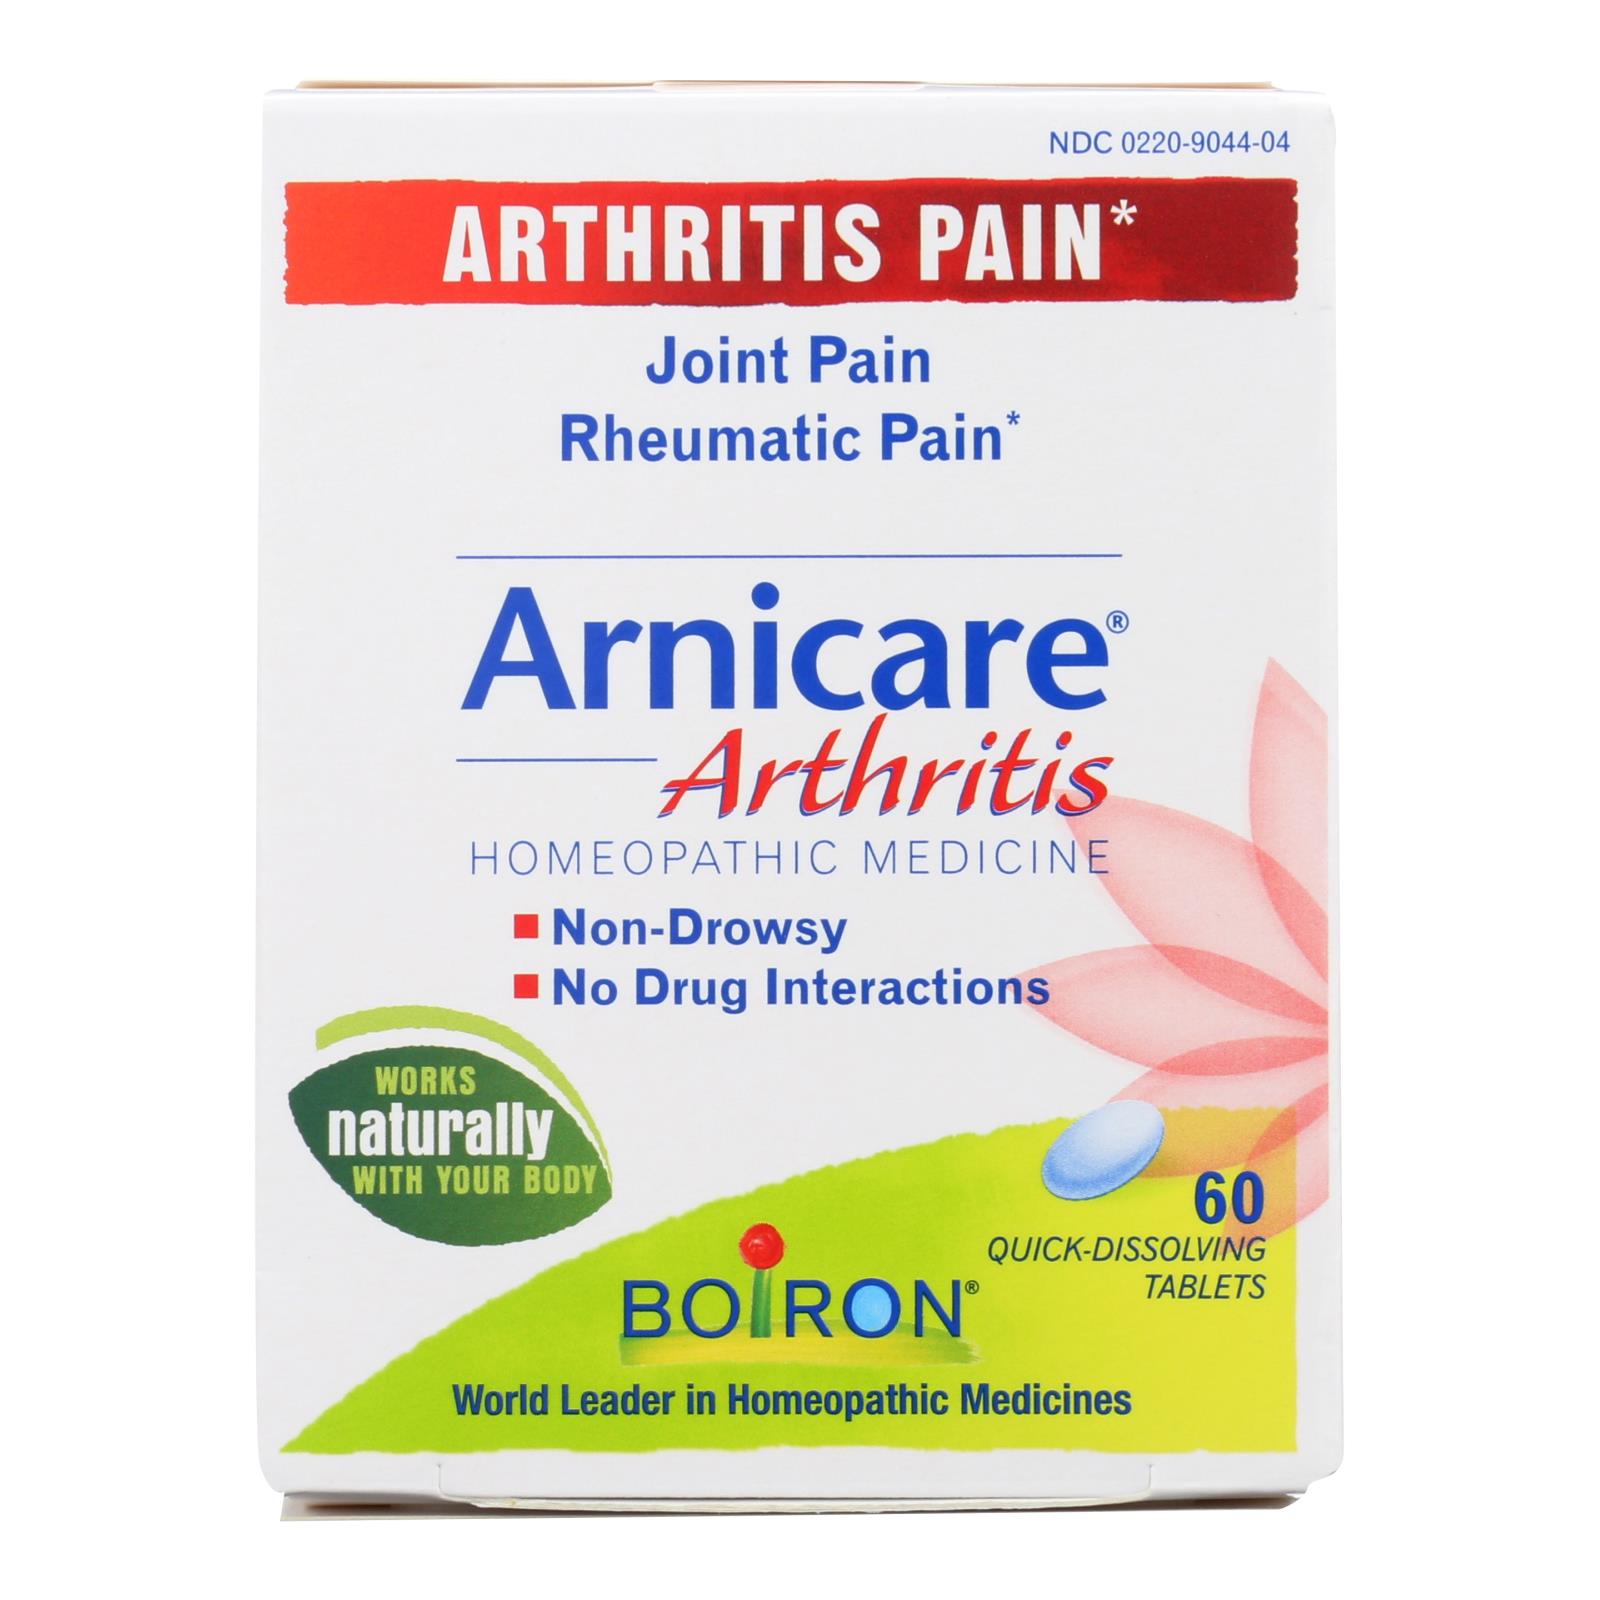 NDC 0220-9044-04
ARTHRITIS PAIN*
Joint Pain
Rheumatic Pain*
Arnicare®
Arthritis
HOMEOPATHIC MEDICINE
Non-Drowsy
No Drug Interactions
WORKS
naturally
WITH YOUR BODY
60
QUICK-DISSOLVING
TABLETS
BOIRON®
World Leader in Homeopathic Medicines